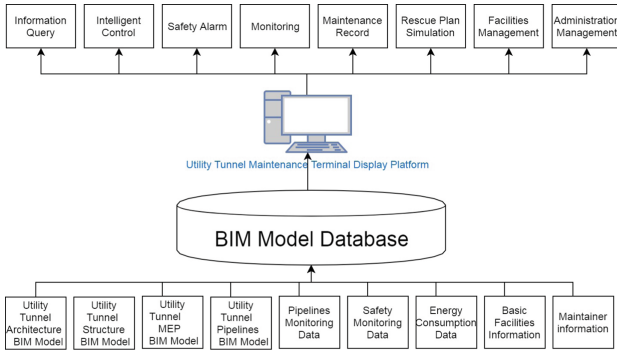 Information
Query
Intelligent
Control
Safety Alarm
Monitoring
Maintenance
Record
Rescue Plan
Simulation
Facilities
Management
Administration
Management
Utility Tunnel Maintenance Terminal Display Platform
BIM Model Database
Utility
Tunnel
Architecture
BIM Model
Utility
Tunnel
Structure
BIM Model
Utility
Tunnel
MEP
BIM Model
Utility
Tunnel
Pipelines
BIM Model
Pipelines
Monitoring
Data
Safety
Monitoring
Data
Energy
Consumption
Data
Basic
Facilities
Information
Maintainer
information